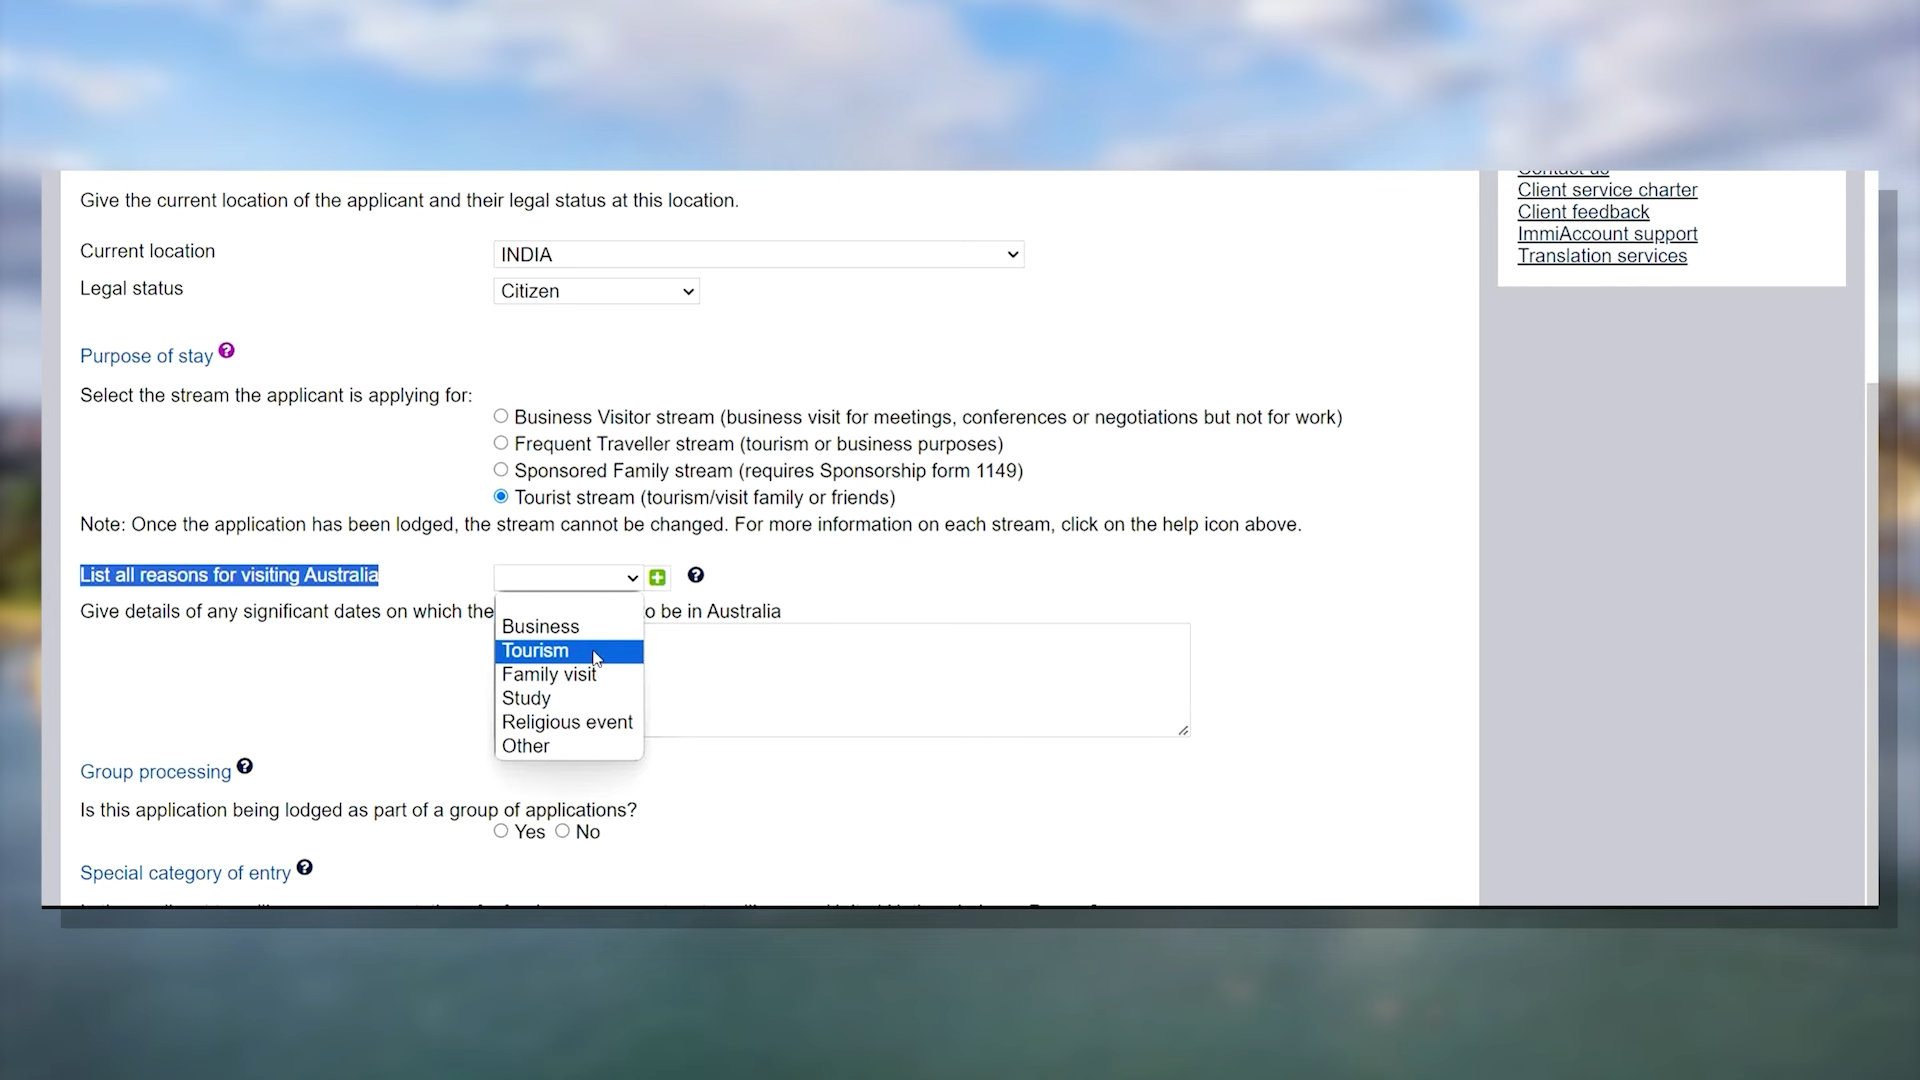 Contact us
Client service charter
Client feedback
ImmiAccount support
Translation services
Give the current location of the applicant and their legal status at this location.
Current location
INDIA
Legal status
Citizen
Purpose of stay
Select the stream the applicant is applying for:
Business Visitor stream (business visit for meetings, conferences or negotiations but not for work)
Frequent Traveller stream (tourism or business purposes)
Sponsored Family stream (requires Sponsorship form 1149)
Tourist stream (tourism/visit family or friends)
Note: Once the application has been lodged, the stream cannot be changed. For more information on each stream, click on the help icon above.
List all reasons for visiting Australia
Give details of any significant dates on which the
o be in Australia
Business
Tourism
Family visit
Study
Religious event
Other
Group processing
Is this application being lodged as part of a group of applications?
Yes No
Special category of entry